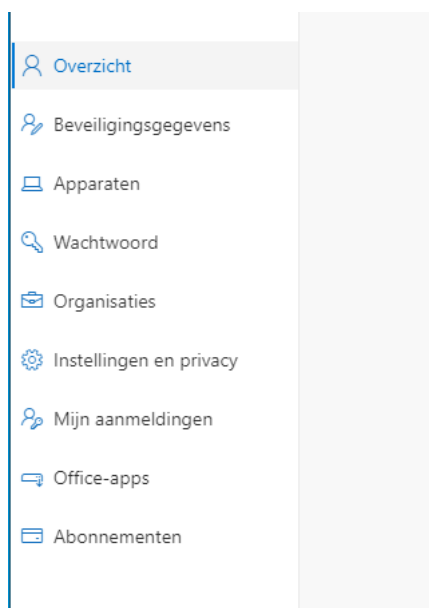 Overzicht
Beveiligingsgegevens
Apparaten
Wachtwoord
Organisaties
Instellingen en privacy
Mijn aanmeldingen
Office-apps
Abonnementen